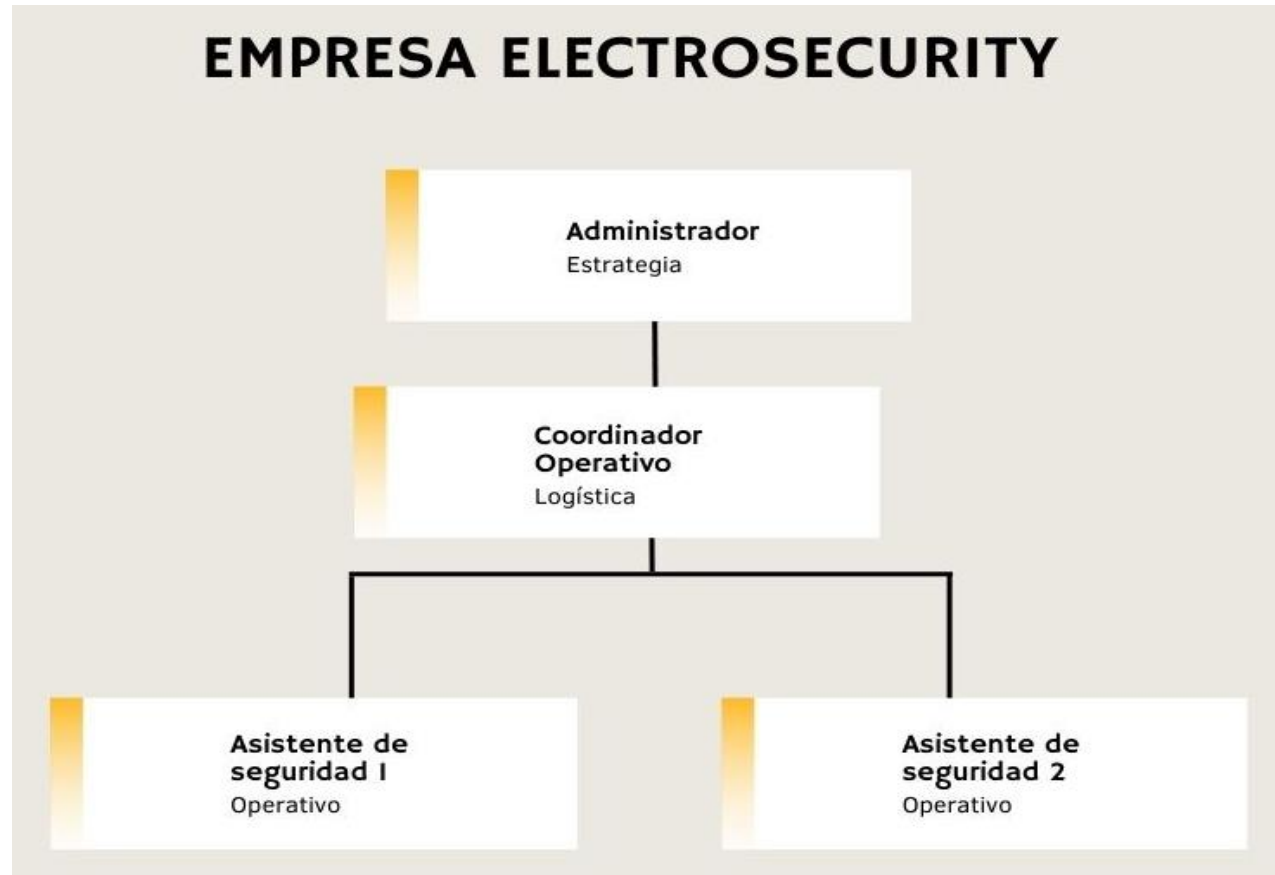 EMPRESA ELECTROSECURITY
Administrador
Estrategia
Coordinador
Operativo
Logística
Asistente de
seguridad 1
Operativo
Asistente de
seguridad 2
Operativo